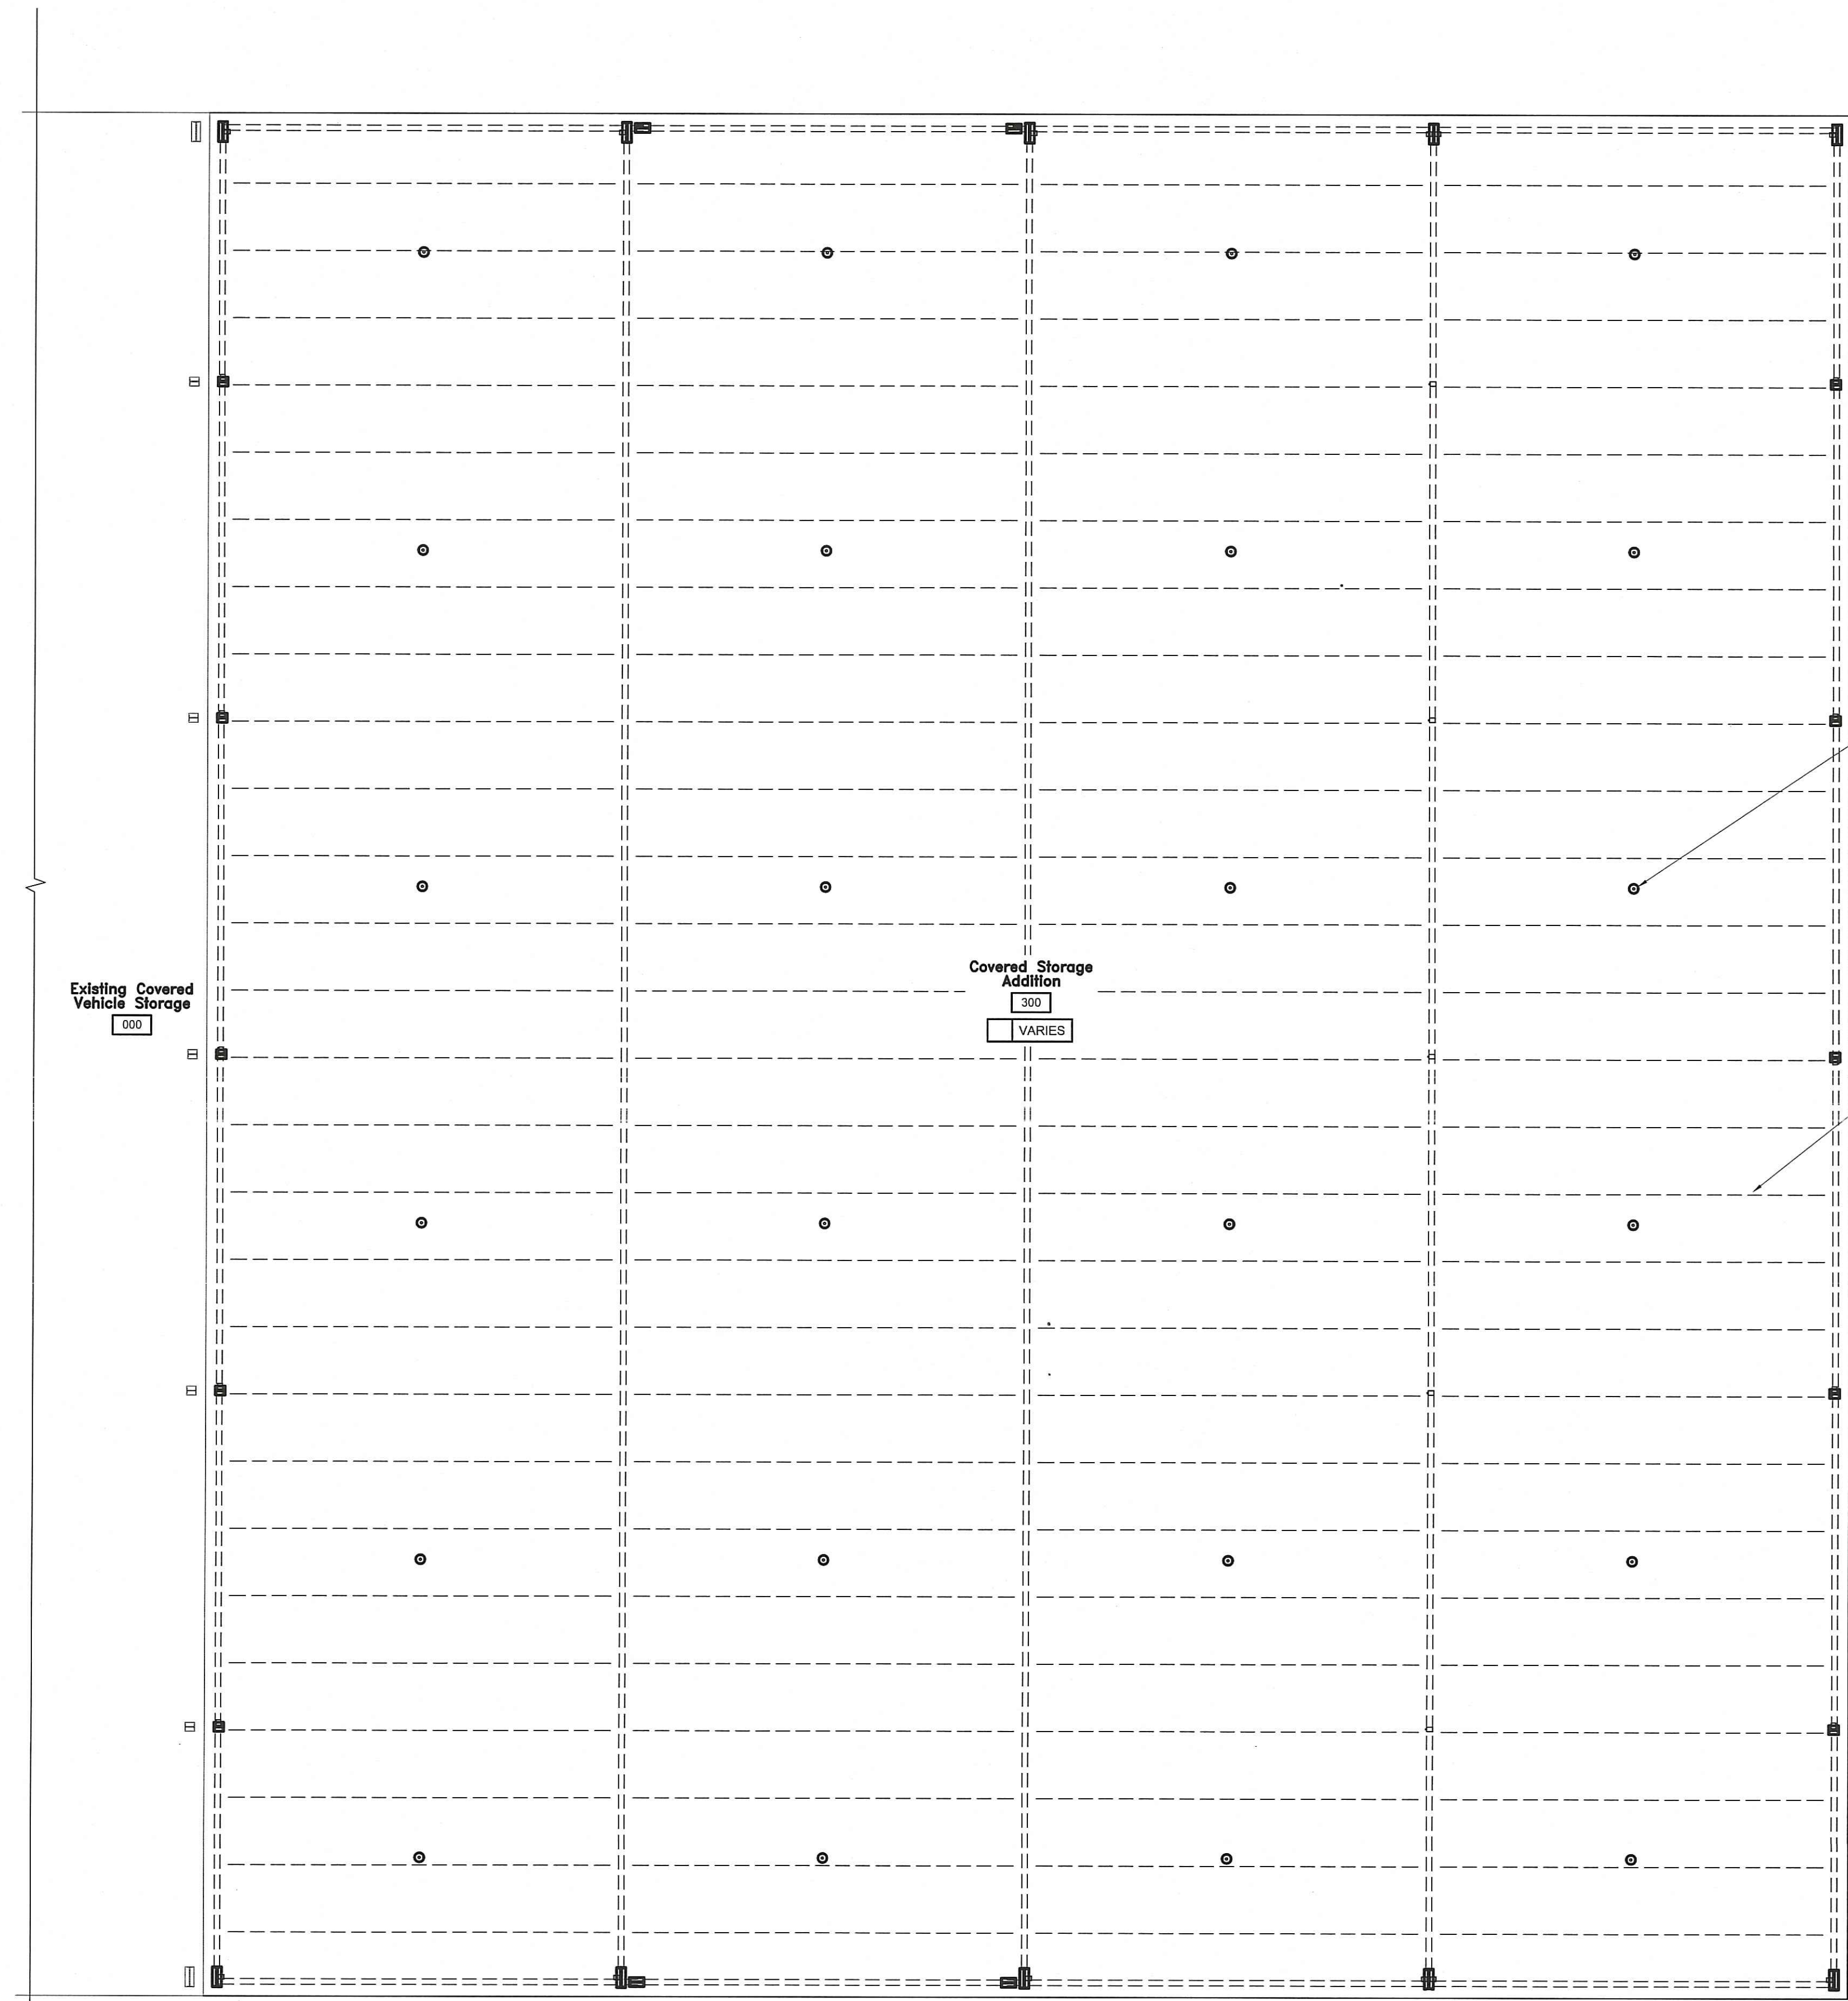 Existing Covered
Vehicle Storage
000
Covered Storage
Addition
300
VARIES